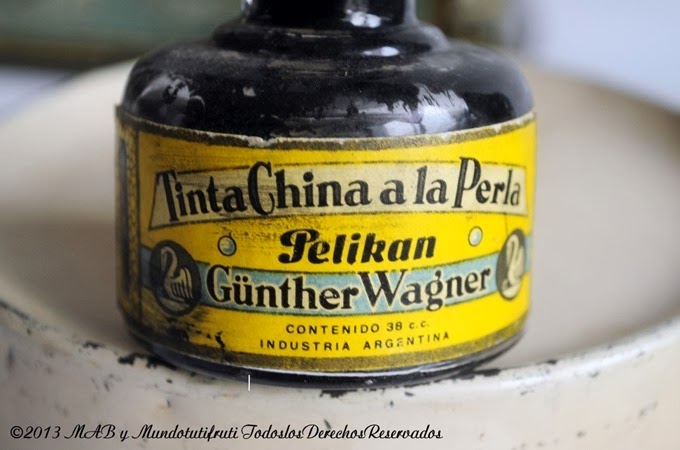 Tinta China a la Perla
Pelikan
Günther Wagner
CONTENIDO 38 c.c.
INDUSTRIA ARGENTINA
©2013 MAB y Mundotutifruti TodoslosDerechosReservados